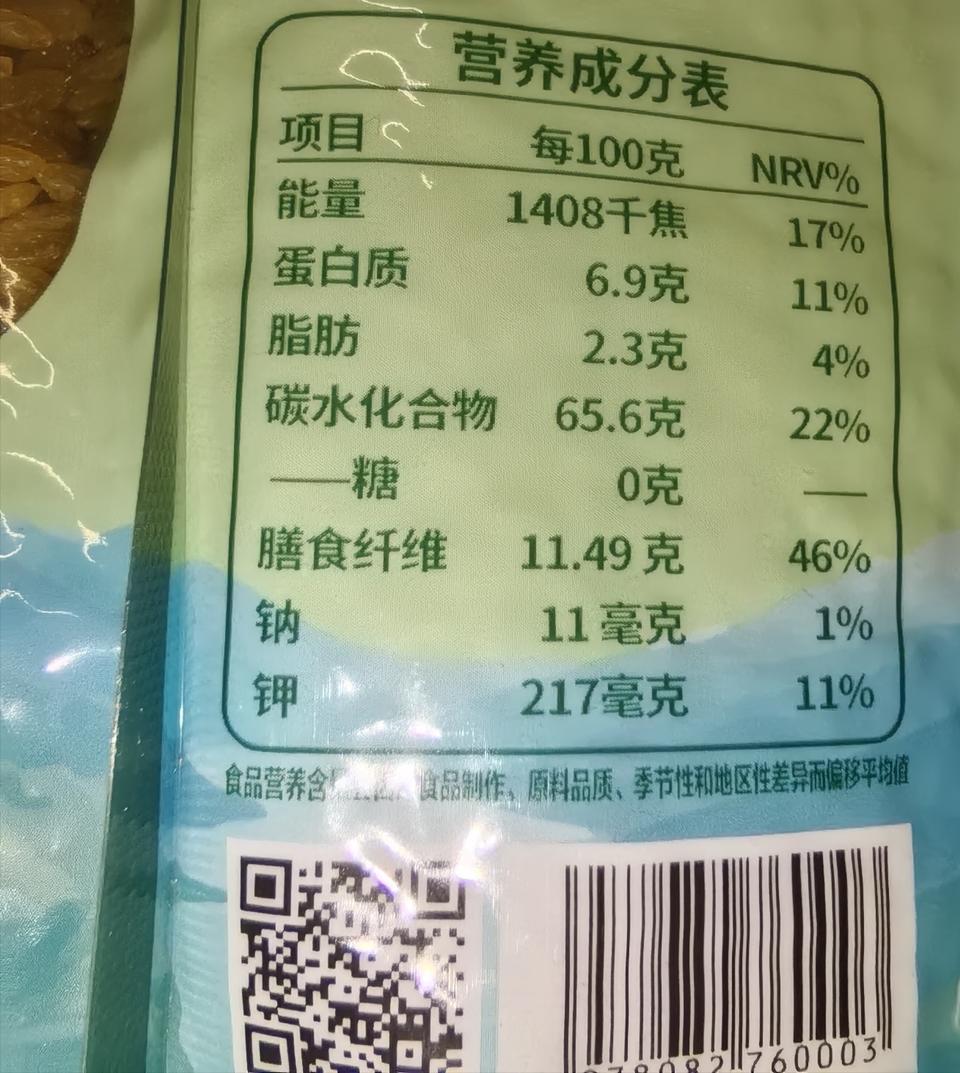 营养成分表
项目 每100克 NRV%
能量 1408千焦 17%
蛋白质 6.9克 11%
脂肪 2.3克 4%
碳水化合物 65.6克 22%
——糖 0克 —
膳食纤维 11.49克 46%
钠 11毫克 1%
钾 217毫克 11%
食品营养含 食品制作、原料品质、季节性和地区性差异而偏移平均值
760003